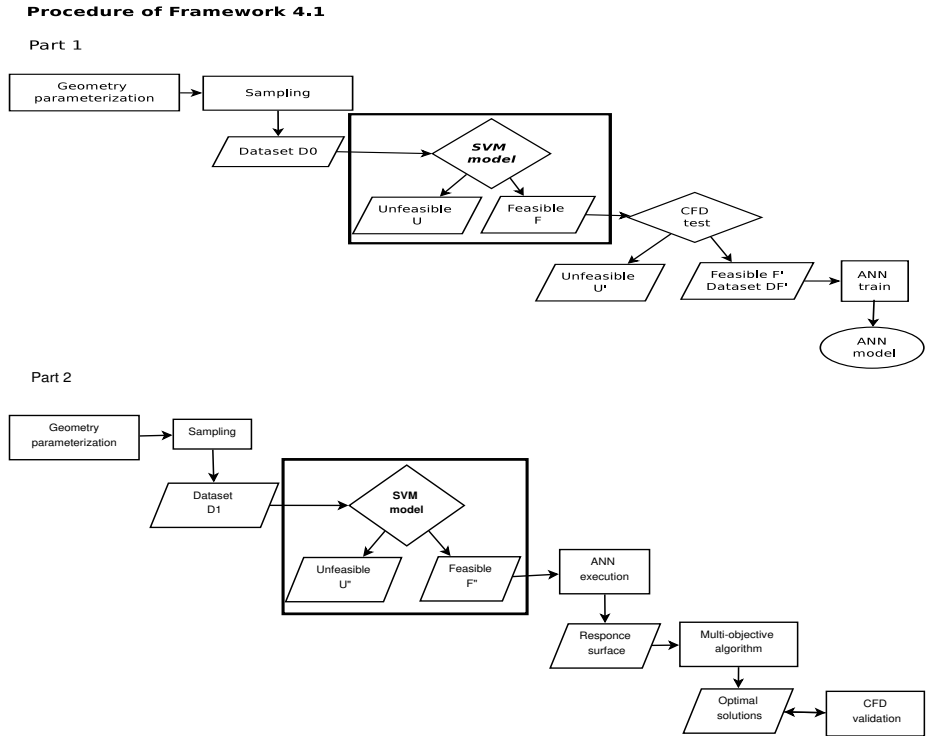 Procedure of Framework 4.1
Part 1
Geometry
parameterization
Sampling
Dataset D0
SVM
model
Unfeasible
U
Feasible
F
CFD
test
Unfeasible
U'
Feasible F'
Dataset DF'
ANN
train
ANN
model
Part 2
Geometry
parameterization
Sampling
Dataset
D1
SVM
model
Unfeasible
U"
Feasible
F"
ANN
execution
Responce
surface
Multi-objective
algorithm
Optimal
solutions
CFD
validation